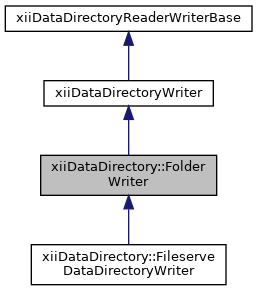 xiiDataDirectoryReaderWriterBase
xiiDataDirectoryWriter
xiiDataDirectory::Folder
Writer
xiiDataDirectory::Fileserve
DataDirectoryWriter